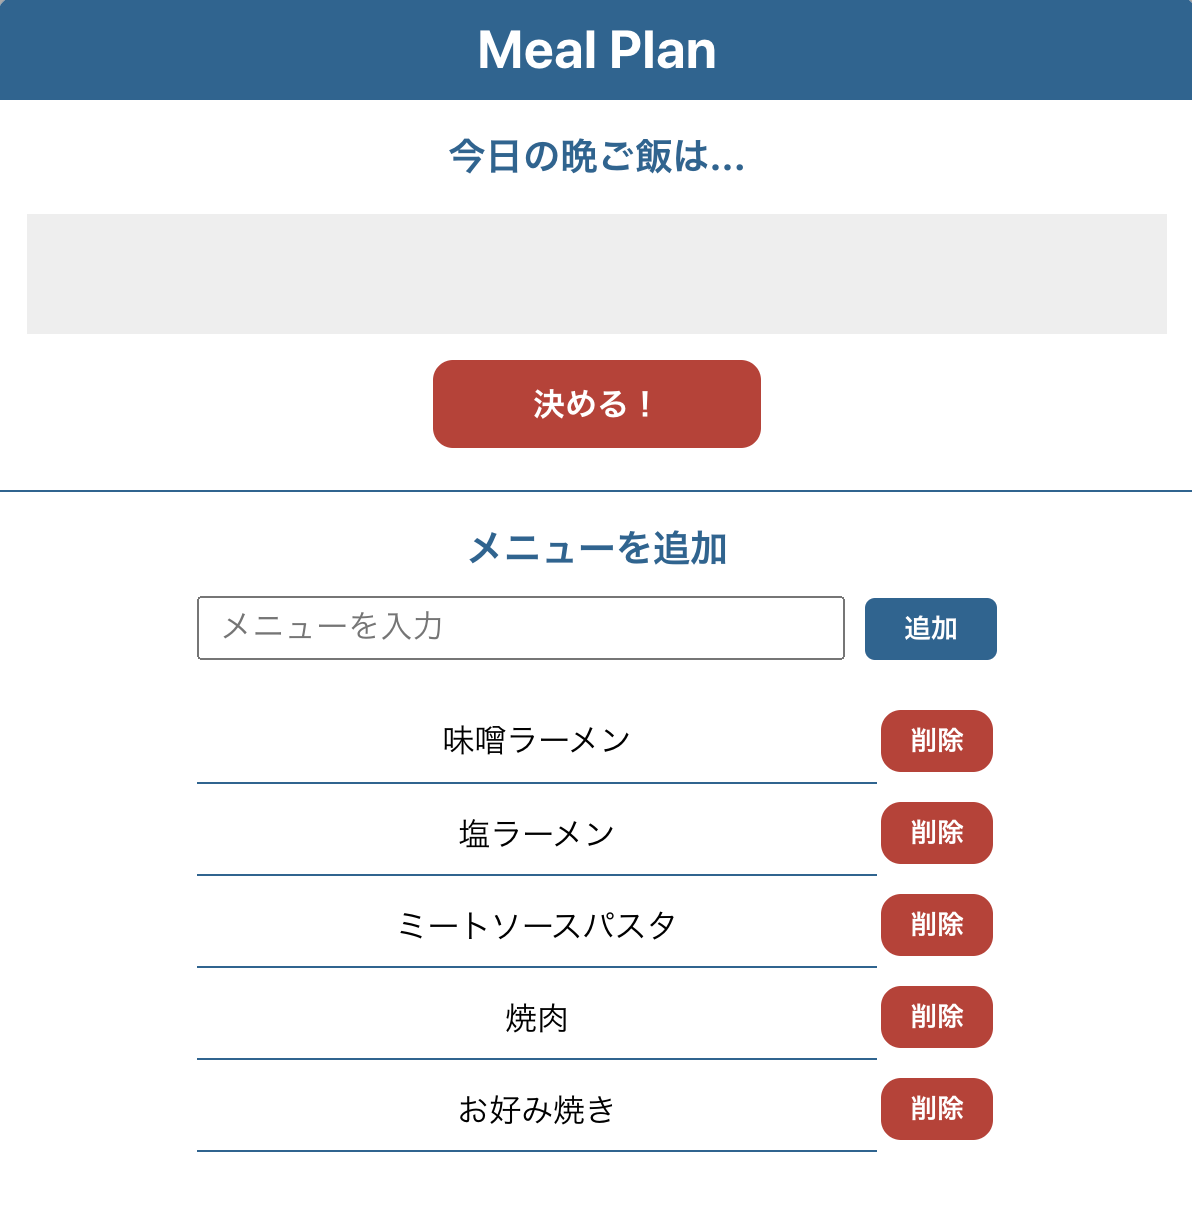 Meal Plan
今日の晩ご飯は...
決める！
メニューを追加
メニューを入力
追加
味噌ラーメン
削除
塩ラーメン
削除
ミートソースパスタ
削除
焼肉
削除
お好み焼き
削除